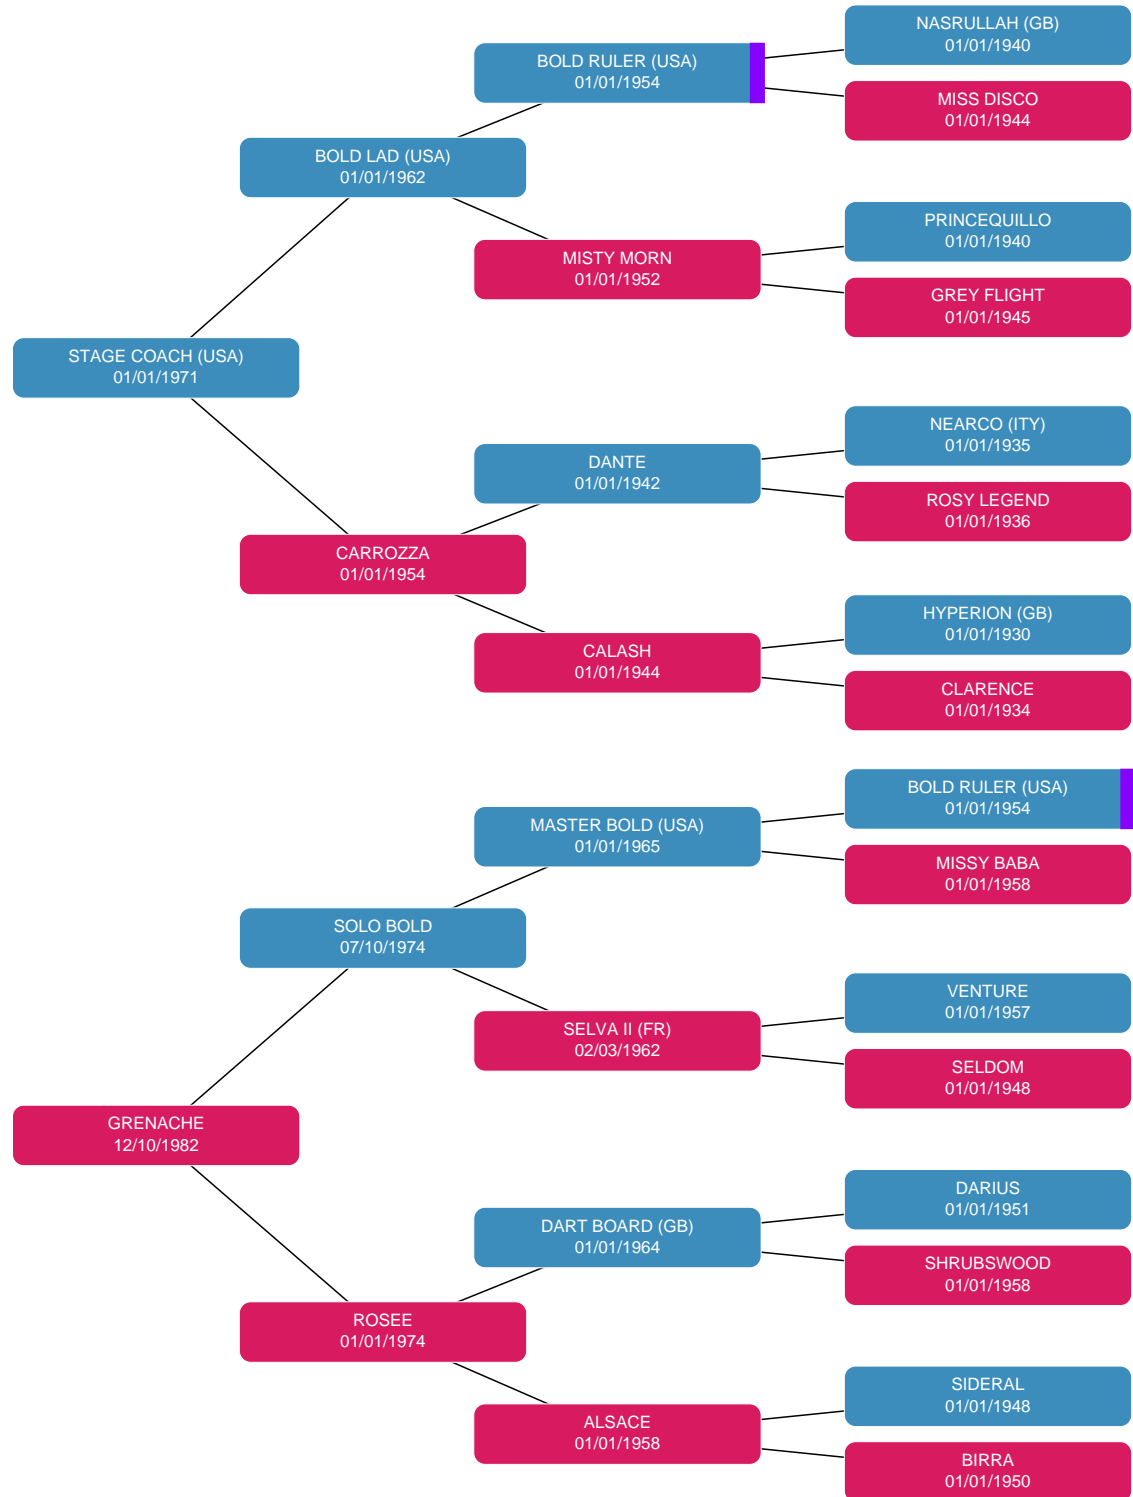 NASRULLAH (GB)
01/01/1940
BOLD RULER (USA)
01/01/1954
MISS DISCO
01/01/1944
BOLD LAD (USA)
01/01/1962
PRINCEQUILLO
01/01/1940
MISTY MORN
01/01/1952
GREY FLIGHT
01/01/1945
STAGE COACH (USA)
01/01/1971
NEARCO (ITY)
01/01/1935
DANTE
01/01/1942
ROSY LEGEND
01/01/1936
CARROZZA
01/01/1954
HYPERION (GB)
01/01/1930
CALASH
01/01/1944
CLARENCE
01/01/1934
BOLD RULER (USA)
01/01/1954
MASTER BOLD (USA)
01/01/1965
MISSY BABA
01/01/1958
SOLO BOLD
07/10/1974
VENTURE
01/01/1957
SELVA II (FR)
02/03/1962
SELDOM
01/01/1948
GRENACHE
12/10/1982
DARIUS
01/01/1951
DART BOARD (GB)
01/01/1964
SHRUBSWOOD
01/01/1958
ROSEE
01/01/1974
SIDERAL
01/01/1948
ALSACE
01/01/1958
BIRRA
01/01/1950